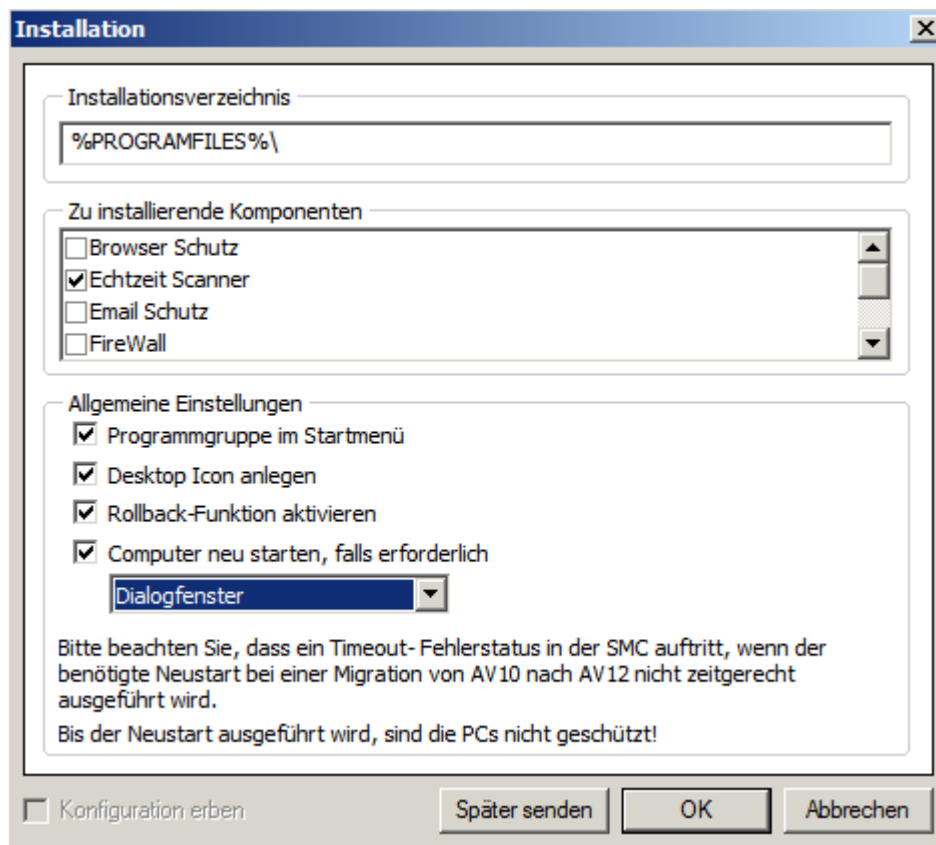 Installation
Installationsverzeichnis
%PROGRAMFILES%\
Zu installierende Komponenten
Browser Schutz
Echtzeit Scanner
Email Schutz
FireWall
Allgemeine Einstellungen
Programmgruppe im Startmenü
Desktop Icon anlegen
Rollback-Funktion aktivieren
Computer neu starten, falls erforderlich
Dialogfenster
Bitte beachten Sie, dass ein Timeout- Fehlerstatus in der SMC auftritt, wenn der
benötigte Neustart bei einer Migration von AV10 nach AV12 nicht zeitgerecht
ausgeführt wird.
Bis der Neustart ausgeführt wird, sind die PCs nicht geschützt!
Konfiguration erben
Später senden
OK
Abbrechen